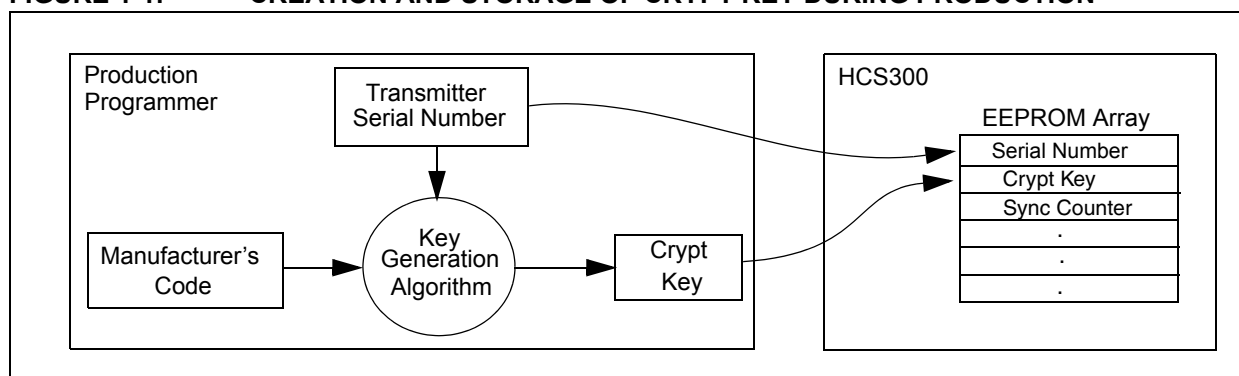 Production
Programmer
Transmitter
Serial Number
Manufacturer's
Code
Key
Generation
Algorithm
Crypt
Key
HCS300
EEPROM Array
Serial Number
Crypt Key
Sync Counter
.
.
.